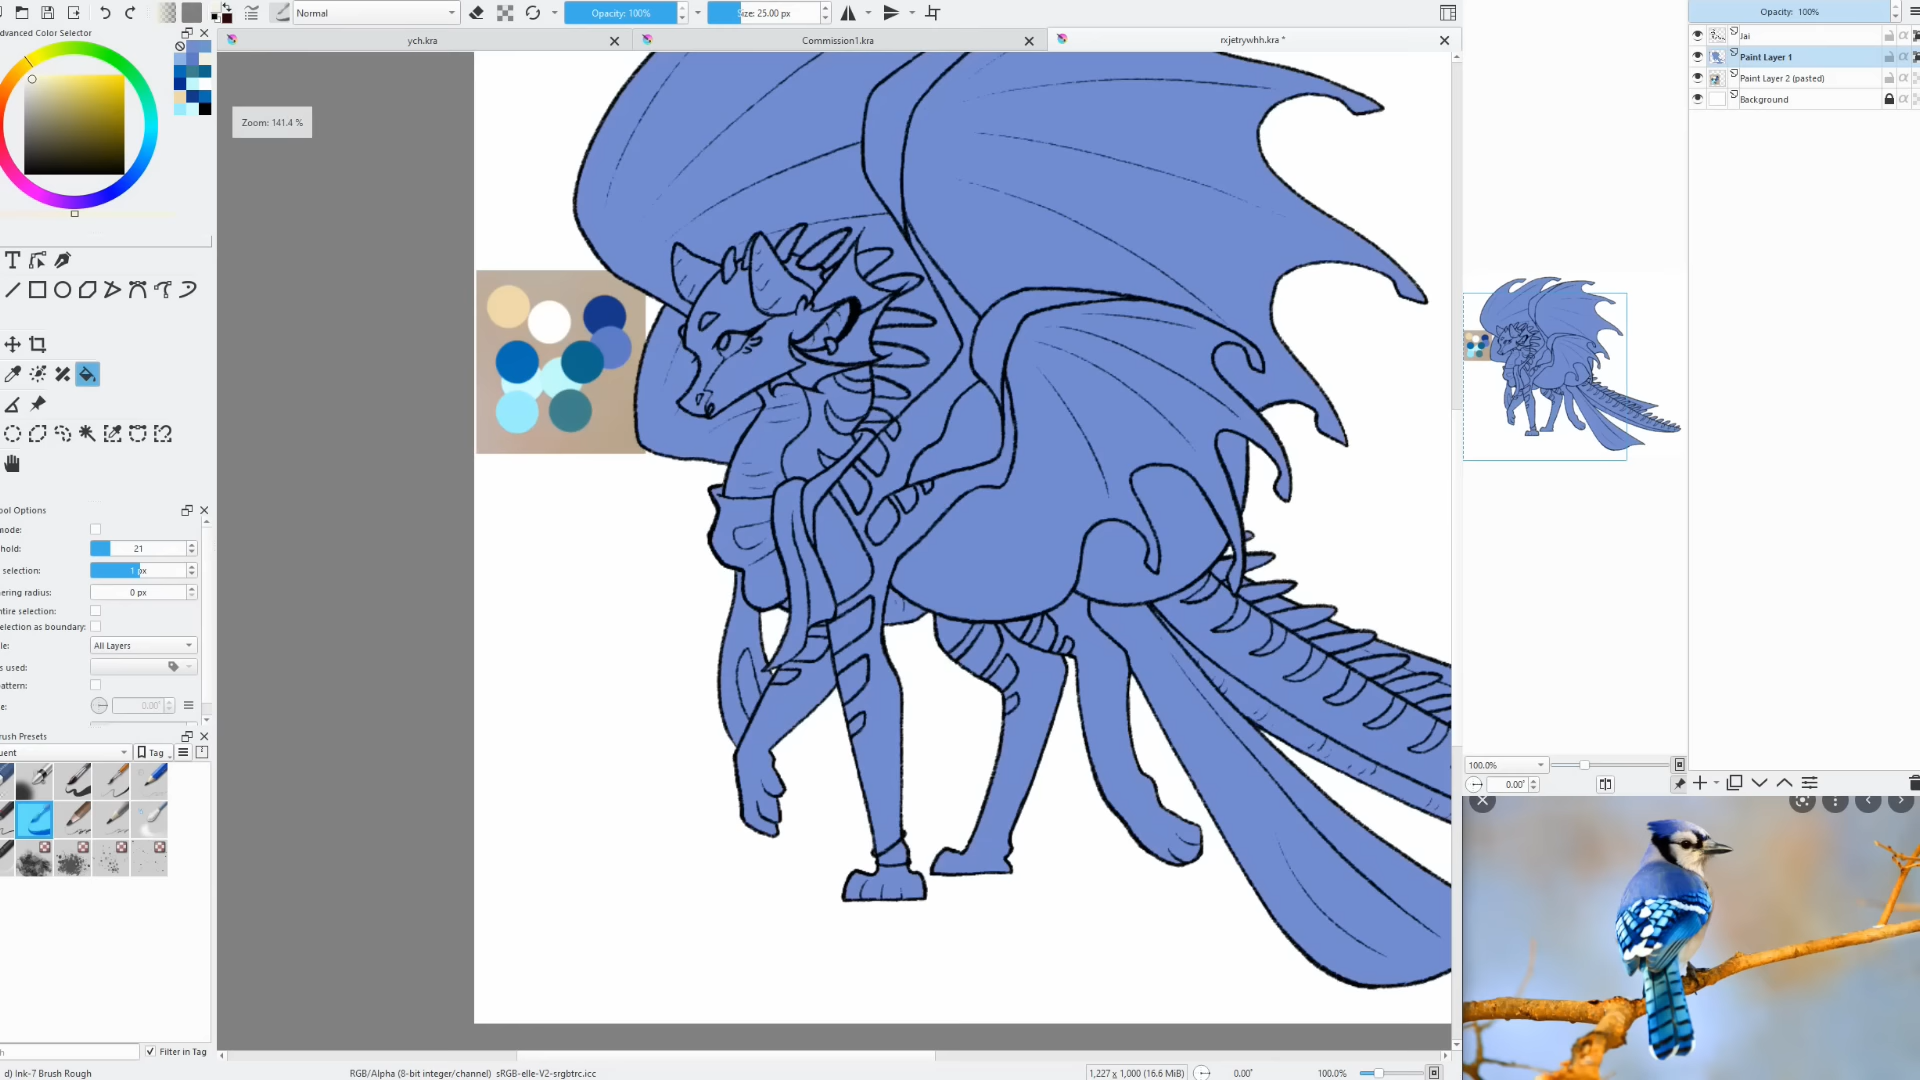 Normal
Opacity: 100%
Size: 25.00 px
Opacity: 100%
Advanced Color Selector
ych.kra
Commission1.kra
rxjetrywhh.kra *
Jai
Paint Layer 1
Paint Layer 2 (pasted)
Background
Zoom: 141.4 %
ool Options
mode:
hold:
21
selection:
1 px
ering radius:
0 px
ntire selection:
election as boundary:
le:
All Layers
s used:
attern:
e:
0.00°
rush Presets
uent
Tag
100.0%
0.00°
h
Filter in Tag
d) Ink-7 Brush Rough
RGB/Alpha (8-bit integer/channel) sRGB-elle-V2-srgbtrc.icc
1,227 x 1,000 (16.6 MiB)
0.00°
100.0%